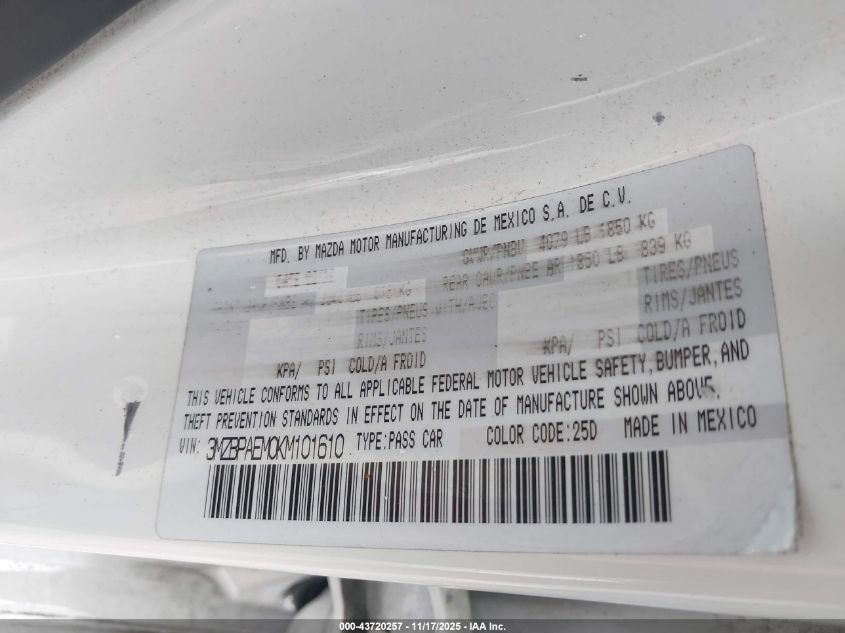 MFD. BY MAZDA MOTOR MANUFACTURING DE MEXICO S.A. DE C.V.
GVWR/PNBV 4079 LB 1850 KG
REAR GAWR/PNBE AR 1850 LB 839 KG
TIRES/PNEUS WITH/AVEC TIRES/PNEUS
RIMS/JANTES RIMS/JANTES
KPA/ PSI COLD/A FROID KPA/ PSI COLD/A FROID
THIS VEHICLE CONFORMS TO ALL APPLICABLE FEDERAL MOTOR VEHICLE SAFETY, BUMPER, AND
THEFT PREVENTION STANDARDS IN EFFECT ON THE DATE OF MANUFACTURE SHOWN ABOVE.
VIN: 3MZBPAEM0KM101610 TYPE:PASS CAR COLOR CODE:25D MADE IN MEXICO
000-43720257 - 11/17/2025 - IAA Inc.